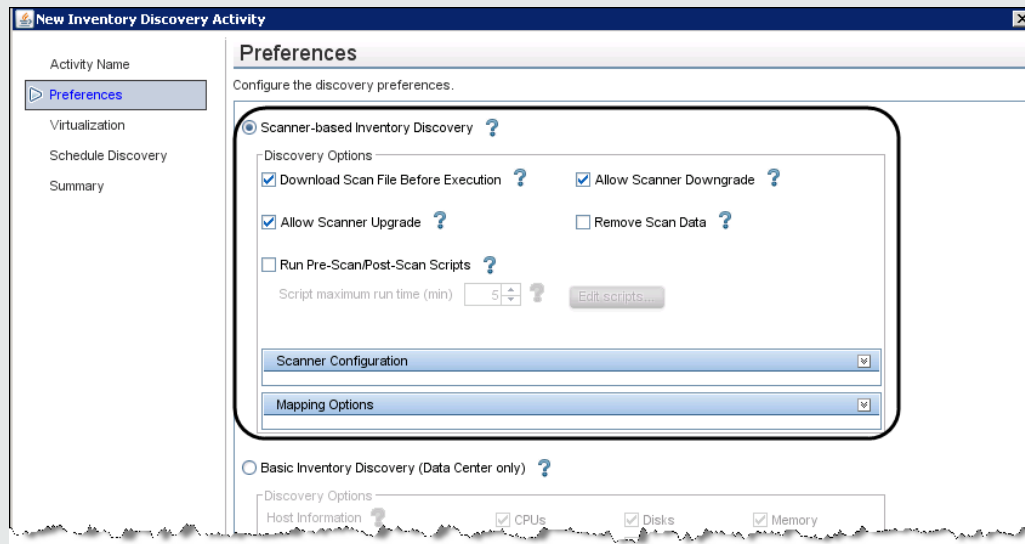 New Inventory Discovery Activity
Activity Name
Preferences
Virtualization
Schedule Discovery
Summary
Preferences
Configure the discovery preferences.
Scanner-based Inventory Discovery ?
Discovery Options
Download Scan File Before Execution ? Allow Scanner Downgrade ?
Allow Scanner Upgrade ? Remove Scan Data ?
Run Pre-Scan/Post-Scan Scripts ?
Script maximum run time (min) 5 ? Edit scripts...
Scanner Configuration
Mapping Options
Basic Inventory Discovery (Data Center only) ?
Discovery Options
Host Information ? CPUs Disks Memory